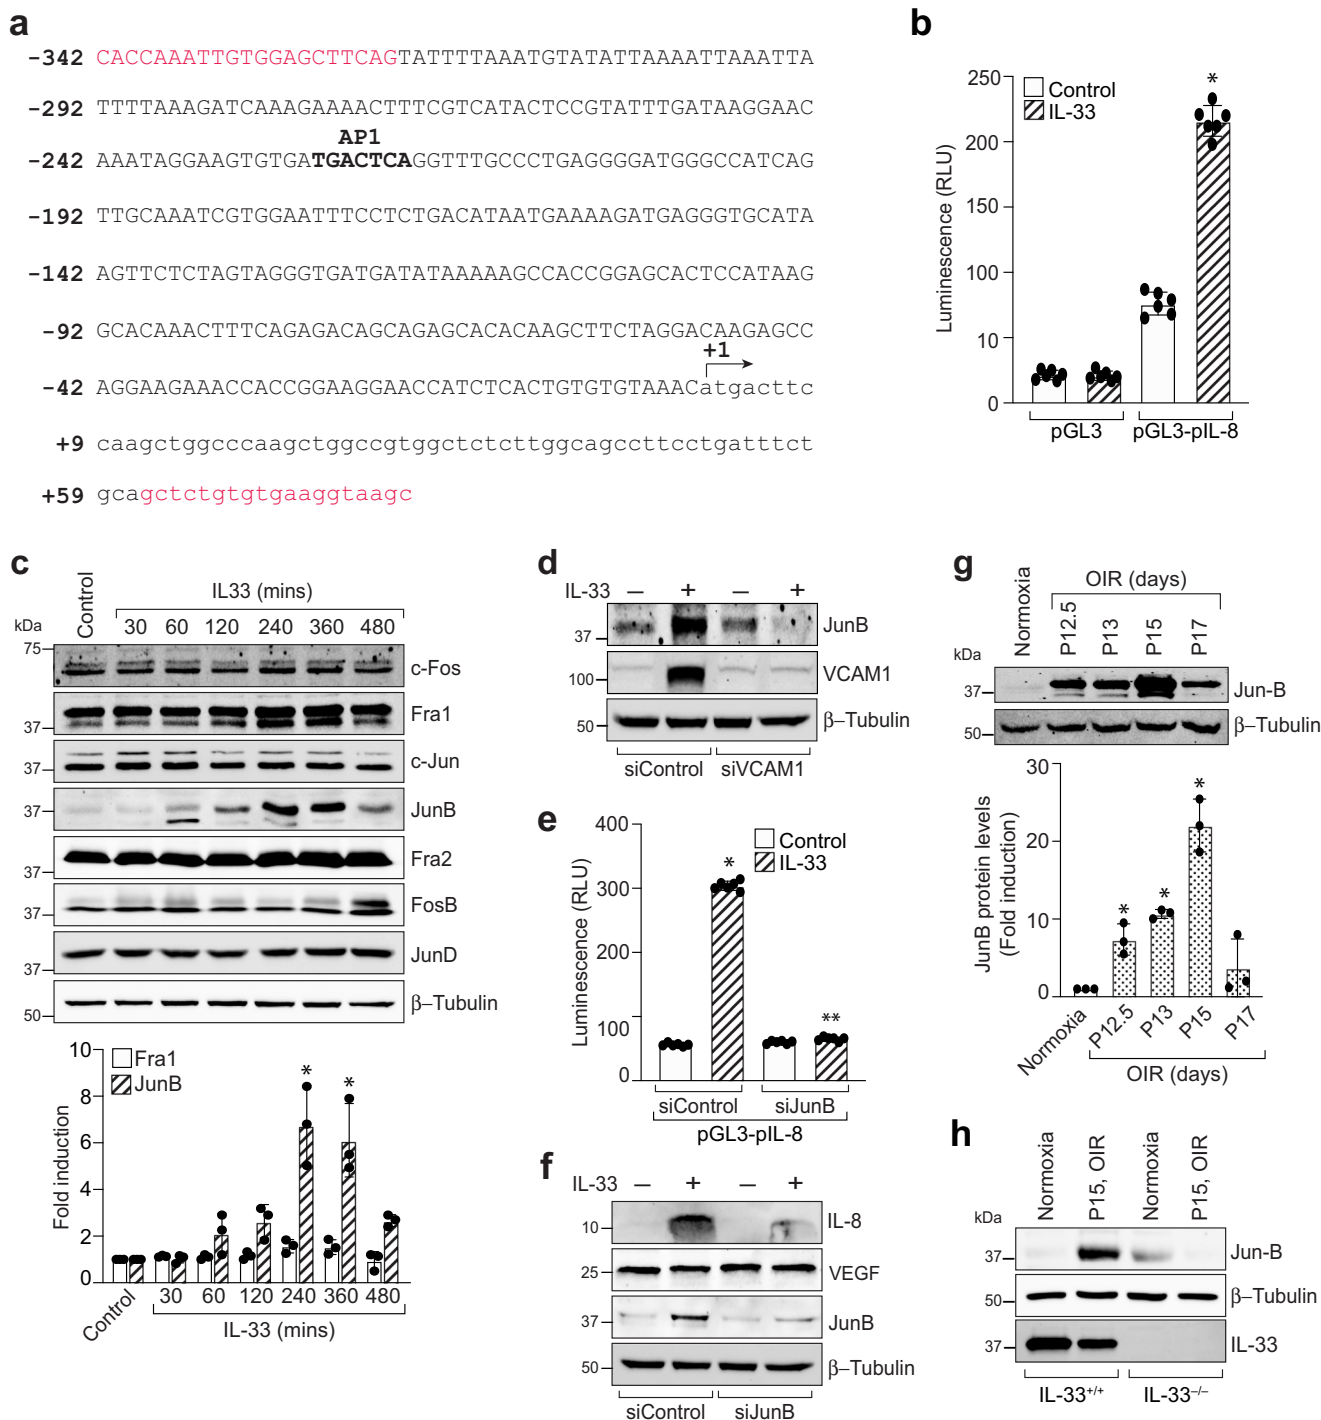 a
-342 CACCAAATTGTGGAGCTTCAGTATTTTAAATGTATATTAAAATTAAATTA
-292 TTTTAAAGATCAAAGAAAACTTTCGTCATACTCCGTATTTGATAAGGAAC
AP1
-242 AAATAGGAAGTGTGATGACTCAGGTTTGCCCTGAGGGGATGGGCCATCAG
-192 TTGCAAATCGTGGAATTTCCTCTGACATAATGAAAAGATGAGGGTGCATA
-142 AGTTCTCTAGTAGGGTGATGATATAAAAAGCCACCGGAGCACTCCATAAG
-92 GCACAAACTTTCAGAGACAGCAGAGCACACAAGCTTCTAGGACAAGAGCC
+1
-42 AGGAAGAAACCACCGGAAGGAACCATCTCACTGTGTGTAAACatgacttc
+9 caagctggcccaagctggccgtggctctcttggcagccttcctgatttct
+59 gcagctctgtgtgaaggtaagc
b
Luminescence (RLU)
250
200
150
100
10
0
Control
IL-33
*
pGL3
pGL3-pIL-8
c
kDa
Control
IL33 (mins)
30 60 120 240 360 480
75
c-Fos
37
Fra1
37
c-Jun
37
JunB
37
Fra2
37
FosB
37
JunD
50
β–Tubulin
Fold induction
10
8
6
4
2
0
Fra1
JunB
*
*
Control
30 60 120 240 360 480
IL-33 (mins)
d
IL-33 – + – +
37
JunB
100
VCAM1
50
β–Tubulin
siControl siVCAM1
e
Luminescence (RLU)
400
300
200
100
0
Control
IL-33
*
**
siControl siJunB
pGL3-pIL-8
f
IL-33 – + – +
10
IL-8
25
VEGF
37
JunB
50
β–Tubulin
siControl siJunB
g
kDa
Normoxia
OIR (days)
P12.5
P13
P15
P17
37
Jun-B
50
β–Tubulin
JunB protein levels
(Fold induction)
30
20
10
0
*
*
*
Normoxia
P12.5
P13
P15
P17
OIR (days)
h
kDa
Normoxia
P15, OIR
Normoxia
P15, OIR
37
Jun-B
50
β–Tubulin
37
IL-33
IL-33+/+ IL-33–/–